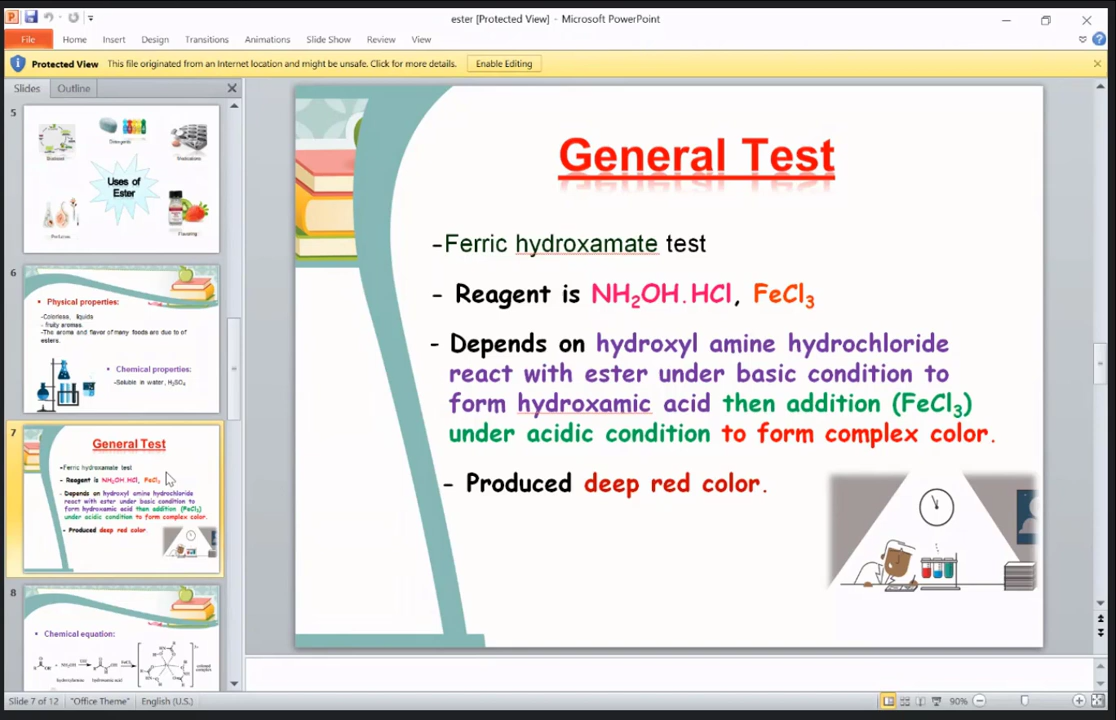 ester [Protected View] - Microsoft PowerPoint
File Home Insert Design Transitions Animations Slide Show Review View
Protected View This file originated from an Internet location and might be unsafe. Click for more details. Enable Editing
Slides Outline
5
Detergents
Uses of
Ester
Perfumes
Flavoring
6
Physical properties:
-Colorless, liquids
- fruity aromas.
-The aroma and flavor of many foods are due to of
esters.
Chemical properties:
-Soluble in water, H2SO4
7
General Test
-Ferric hydroxamate test
- Reagent is NH2OH.HCl, FeCl3
- Depends on hydroxyl amine hydrochloride
react with ester under basic condition to
form hydroxamic acid then addition (FeCl3)
under acidic condition to form complex color.
- Produced deep red color.
8
Chemical equation:
General Test
-Ferric hydroxamate test
- Reagent is NH2OH.HCl, FeCl3
- Depends on hydroxyl amine hydrochloride
react with ester under basic condition to
form hydroxamic acid then addition (FeCl3)
under acidic condition to form complex color.
- Produced deep red color.
Slide 7 of 12 "Office Theme" English (U.S.) 90%